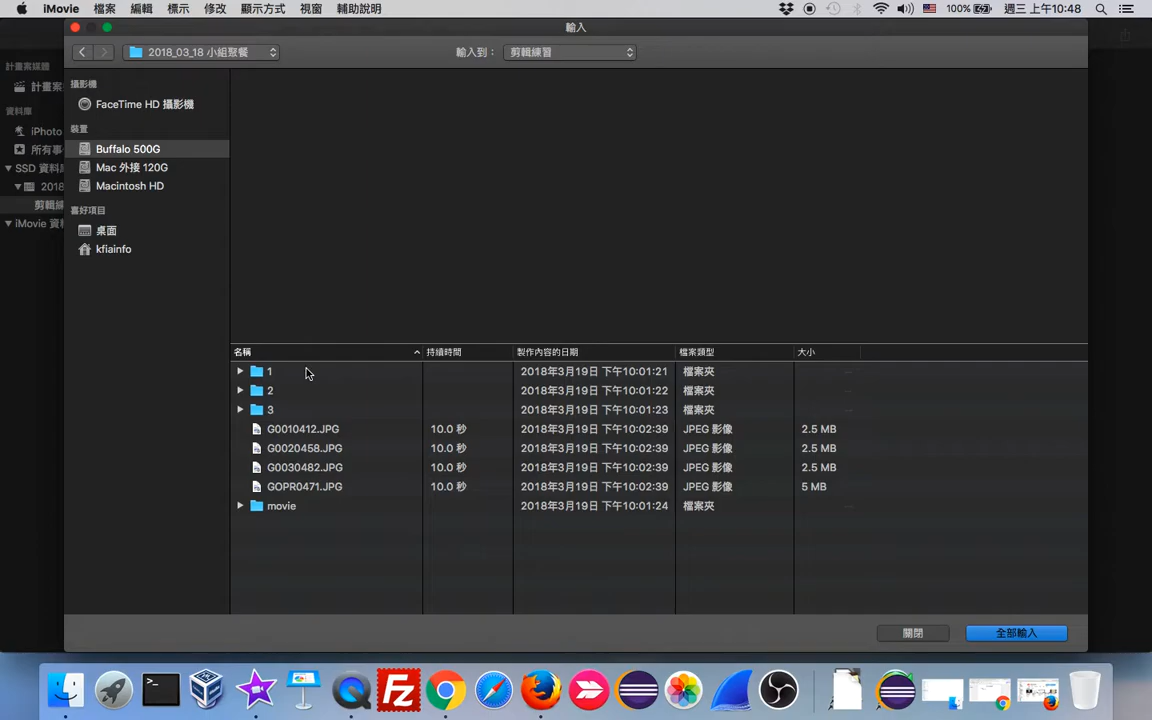 iMovie 檔案 編輯 標示 修改 顯示方式 視窗 輔助說明 100% 週三 上午10:48
輸入
2018_03_18 小組聚餐 輸入到： 剪輯練習
計畫案媒體
計畫案
資料庫
iPhoto
所有事
SSD 資料庫
2018
剪輯練
iMovie 資料
攝影機
FaceTime HD 攝影機
裝置
Buffalo 500G
Mac 外接 120G
Macintosh HD
喜好項目
桌面
kfiainfo
名稱 持續時間 製作內容的日期 檔案類型 大小
1 2018年3月19日 下午10:01:21 檔案夾 --
2 2018年3月19日 下午10:01:22 檔案夾 --
3 2018年3月19日 下午10:01:23 檔案夾 --
G0010412.JPG 10.0 秒 2018年3月19日 下午10:02:39 JPEG 影像 2.5 MB
G0020458.JPG 10.0 秒 2018年3月19日 下午10:02:39 JPEG 影像 2.5 MB
G0030482.JPG 10.0 秒 2018年3月19日 下午10:02:39 JPEG 影像 2.5 MB
GOPR0471.JPG 10.0 秒 2018年3月19日 下午10:02:39 JPEG 影像 5 MB
movie 2018年3月19日 下午10:01:24 檔案夾 --
關閉 全部輸入